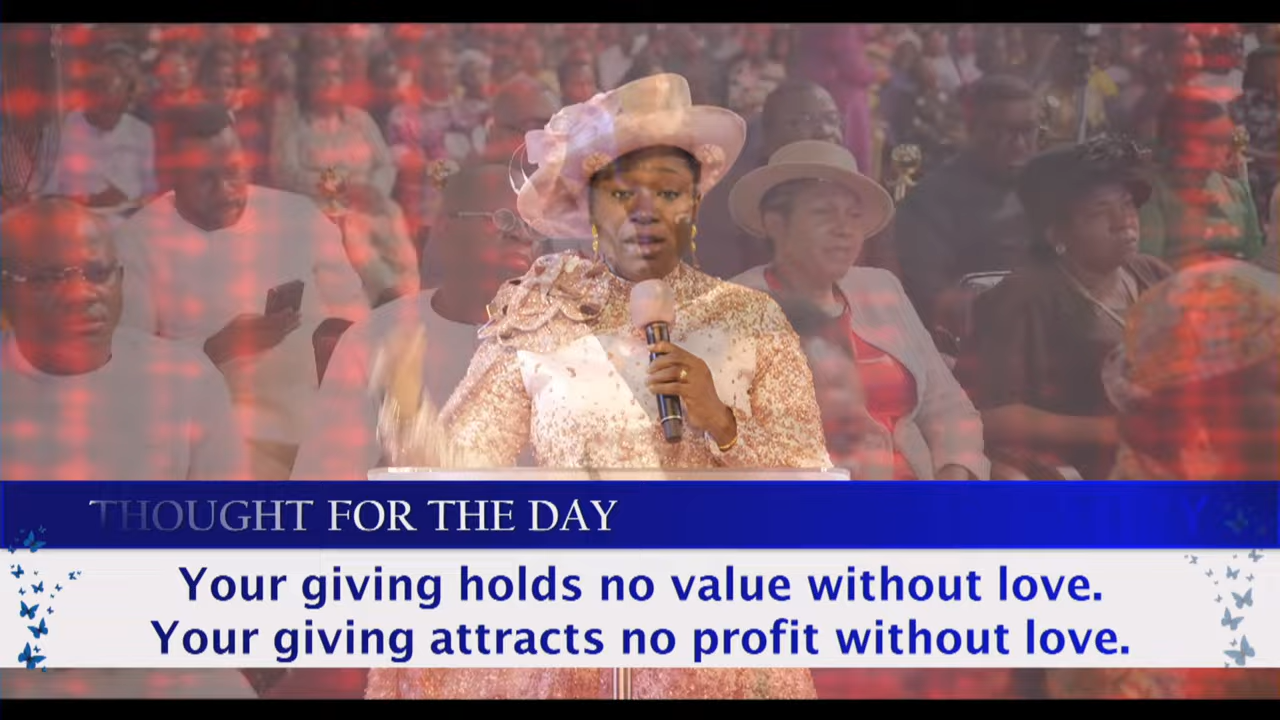 THOUGHT FOR THE DAY
Your giving holds no value without love.
Your giving attracts no profit without love.